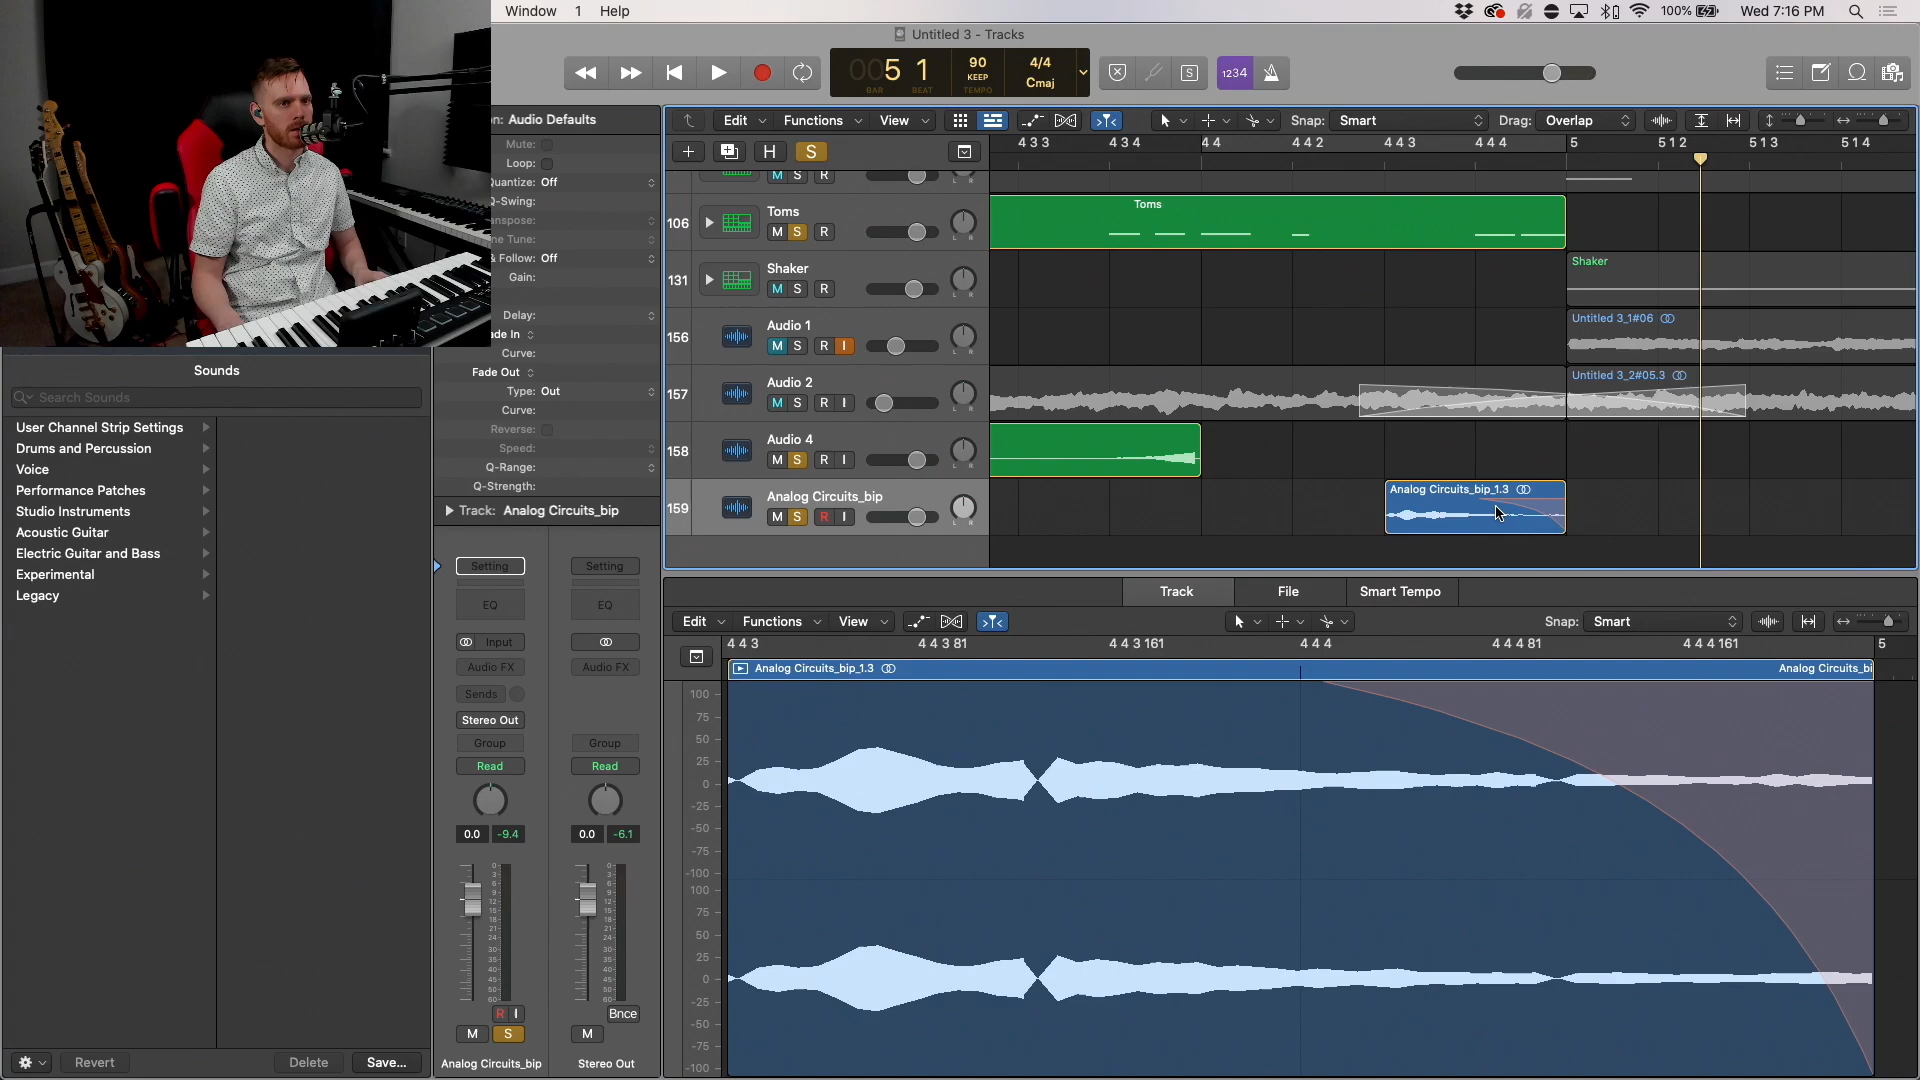 Window 1 Help
100% Wed 7:16 PM
Untitled 3 - Tracks
5 1
BAR BEAT
90
KEEP
TEMPO
4/4
Cmaj
S
1234
n: Audio Defaults
Edit Functions View Snap: Smart Drag: Overlap
Mute:
Loop:
Quantize: Off
Q-Swing:
anspose:
ne Tune:
& Follow: Off
Gain:
Delay:
ade In
Curve:
Fade Out
Type: Out
Curve:
Reverse:
Speed:
Q-Range:
Q-Strength:
Track: Analog Circuits_bip
H S
4 3 3 4 3 4 4 4 4 4 2 4 4 3 4 4 4 5 5 1 2 5 1 3 5 1 4
M S R
106 Toms
M S R
Toms
131 Shaker
M S R
Shaker
156 Audio 1
M S R I
Untitled 3_1#06
157 Audio 2
M S R I
Untitled 3_2#05.3
158 Audio 4
M S R I
159 Analog Circuits_bip
M S R I
Analog Circuits_bip_1.3
Sounds
Search Sounds
User Channel Strip Settings
Drums and Percussion
Voice
Performance Patches
Studio Instruments
Acoustic Guitar
Electric Guitar and Bass
Experimental
Legacy
Revert Delete Save...
Setting Setting
EQ EQ
Input
Audio FX Audio FX
Sends
Stereo Out
Group Group
Read Read
0.0 -9.4 0.0 -6.1
R I Bnce
M S M
Analog Circuits_bip Stereo Out
Track File Smart Tempo
Edit Functions View Snap: Smart
4 4 3 4 4 3 81 4 4 3 161 4 4 4 4 4 4 81 4 4 4 161 5
Analog Circuits_bip_1.3 Analog Circuits_bi
100
75
50
25
0
-25
-50
-75
-100
100
75
50
25
0
-25
-50
-75
-100